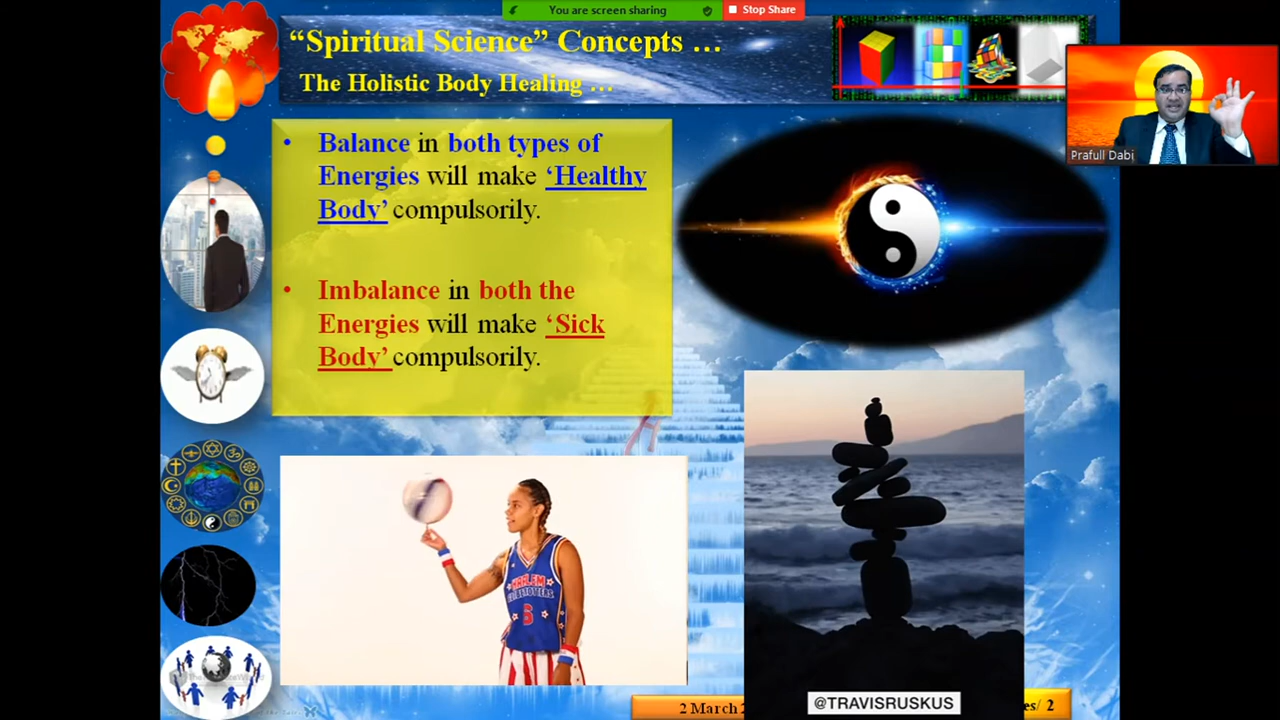 You are screen sharing
Stop Share
“Spiritual Science” Concepts …
The Holistic Body Healing …
Prafull Dabi
• Balance in both types of
Energies will make ‘Healthy
Body’ compulsorily.
• Imbalance in both the
Energies will make ‘Sick
Body’ compulsorily.
HARLEM
6
@TRAVISRUSKUS
2 March
es/ 2